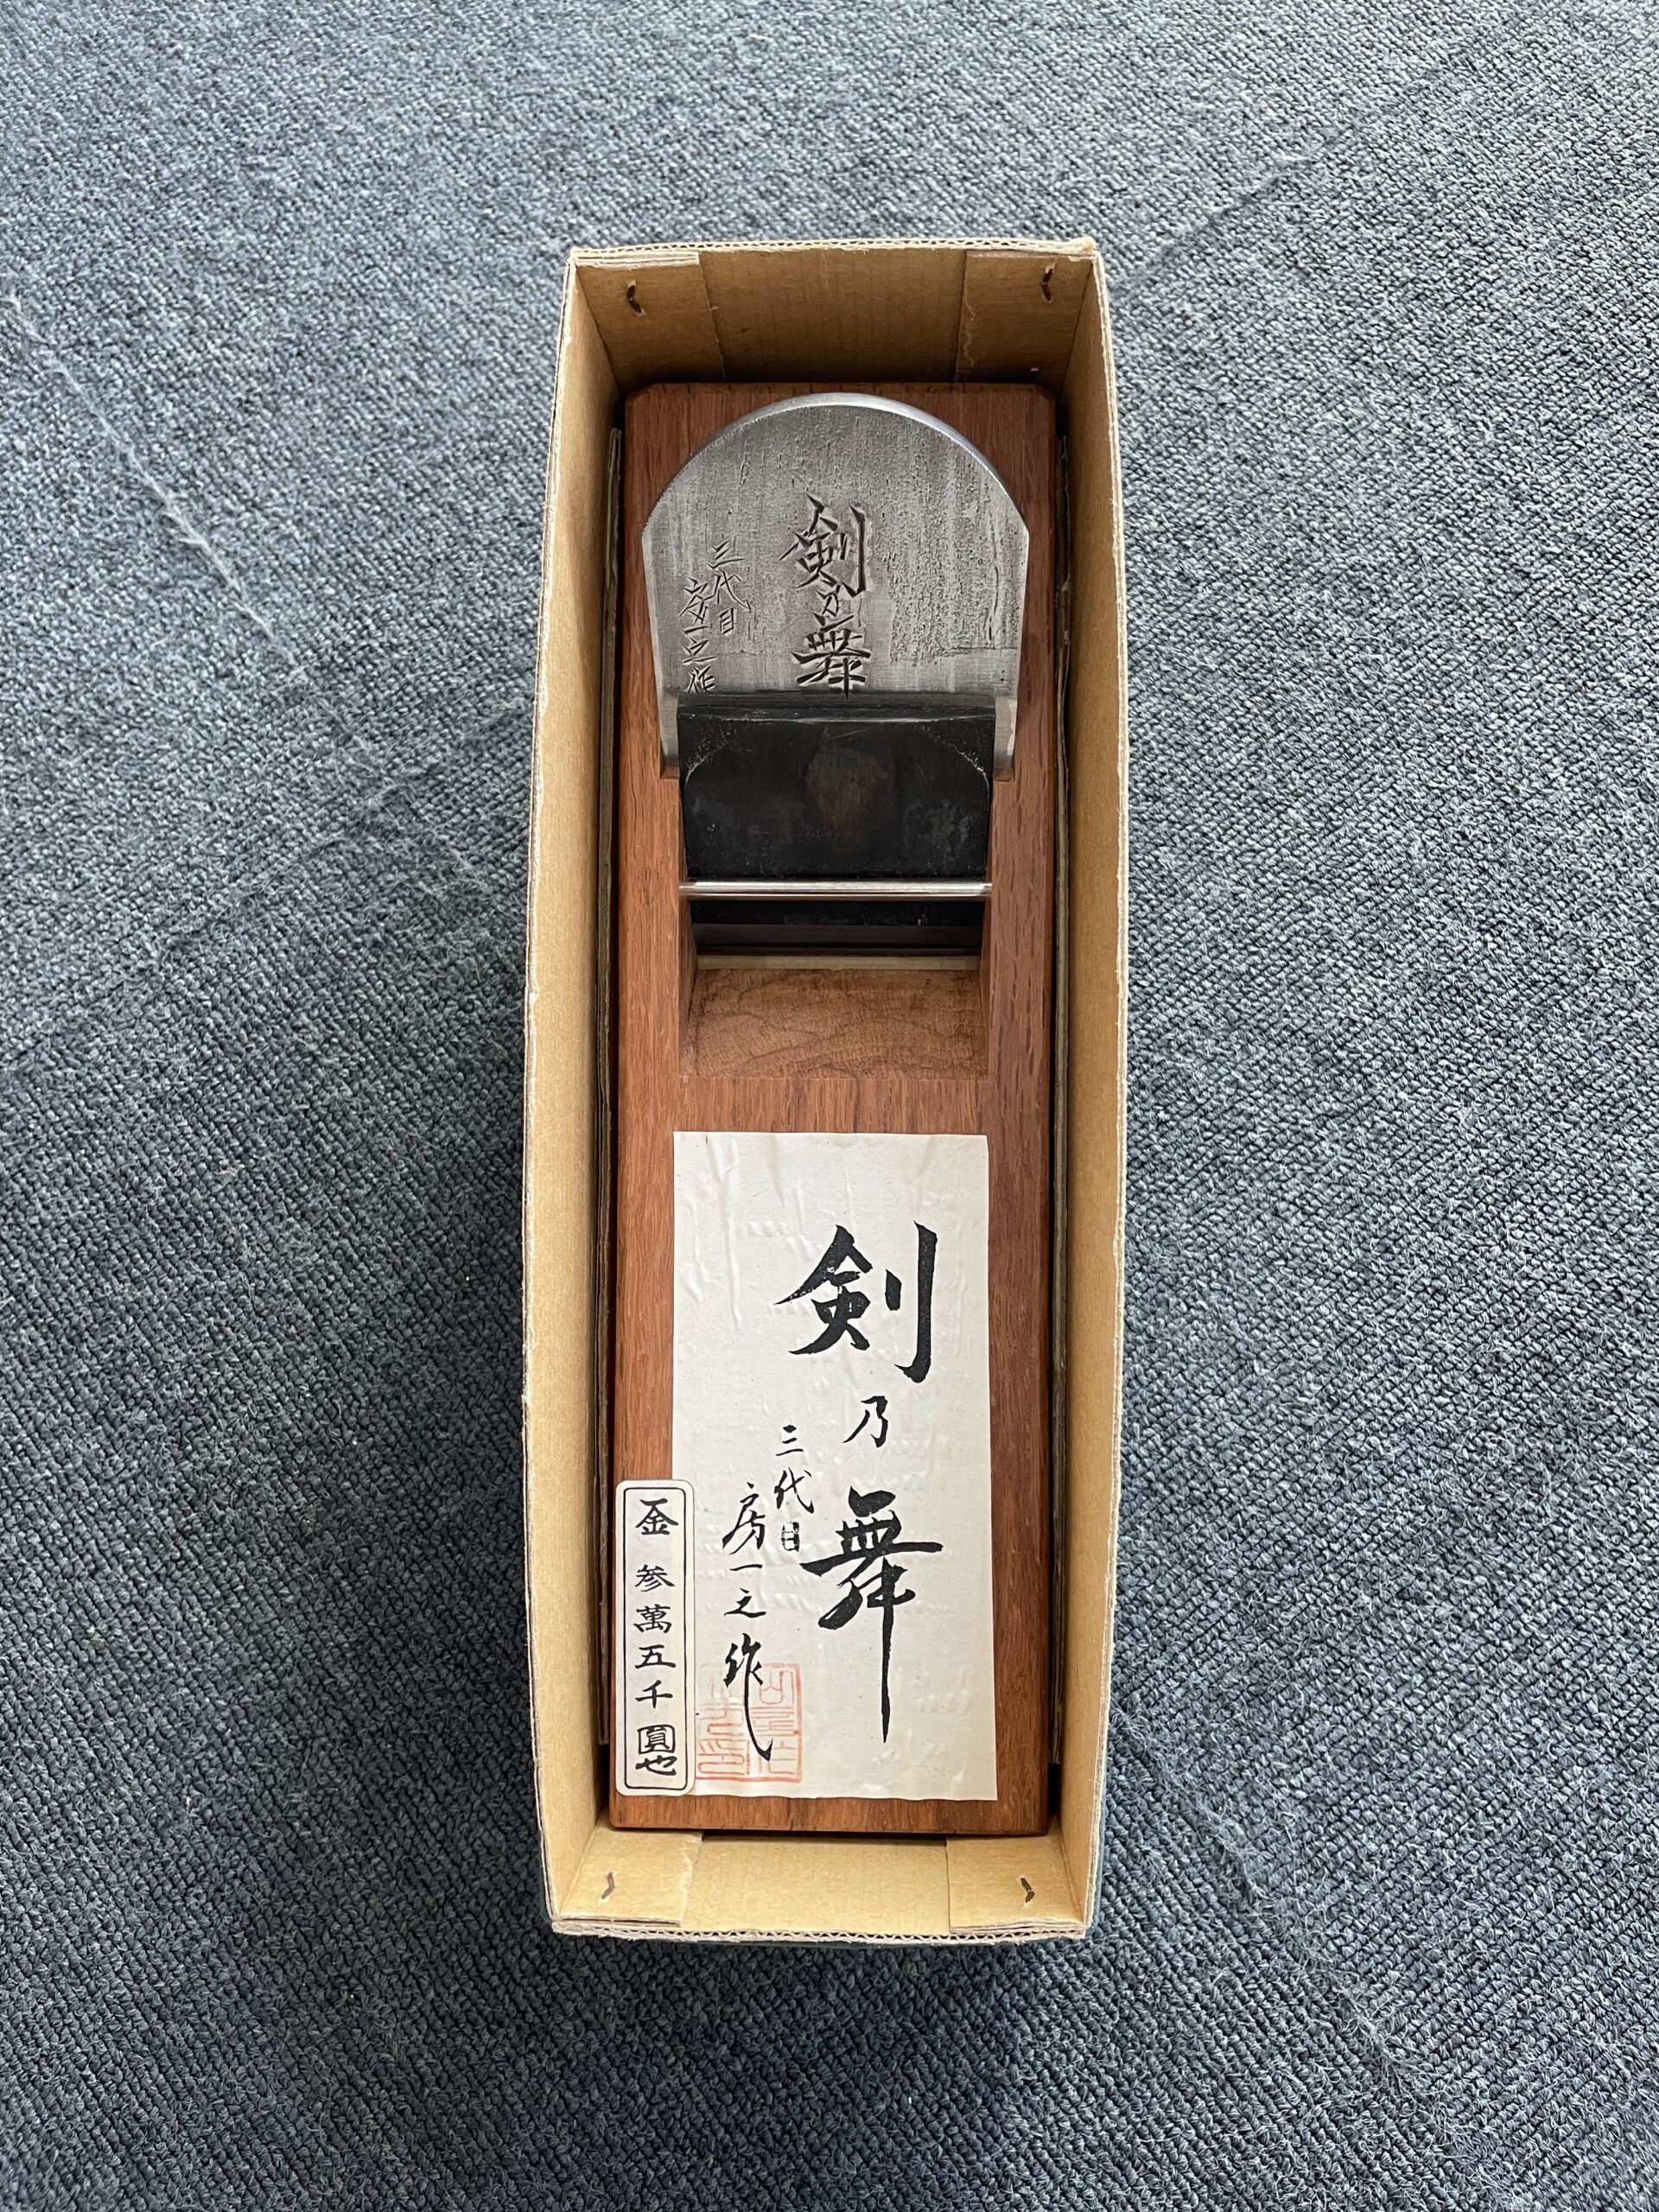 剣乃舞
三代目
房一之作
剣乃舞
三代目
房一之作
金参萬五千圓也